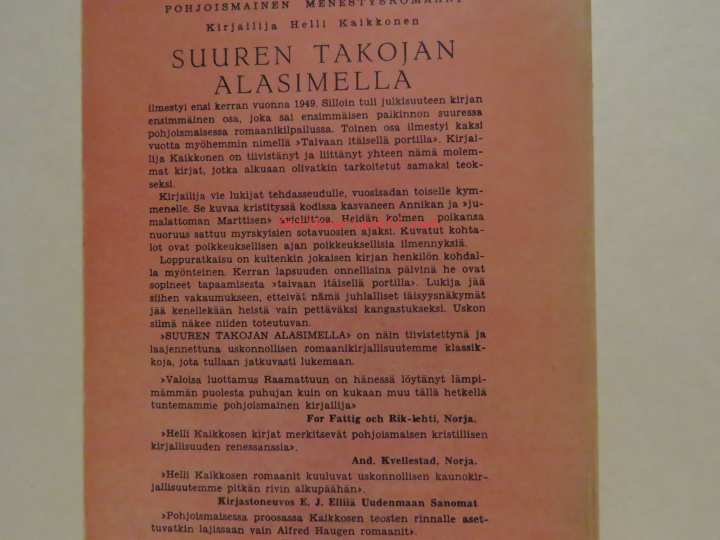 POHJOISMAINEN MENESTYSROMAANI
Kirjailija Helli Kaikkonen
SUUREN TAKOJAN
ALASIMELLA
ilmestyi ensi kerran vuonna 1949. Silloin tuli julkisuuteen kirjan
ensimmäinen osa, joka sai ensimmäisen paikinnon suuressa
pohjoismaisessa romaanikilpailussa. Toinen osa ilmestyi kaksi
vuotta myöhemmin nimellä »Taivaan itäisellä portilla». Kirjai-
lija Kaikkonen on tiivistänyt ja liittänyt yhteen nämä molem-
mat kirjat, jotka alkuaan olivatkin tarkoitetut samaksi teok-
seksi.
Kirjailija vie lukijat tehdasseudulle, vuosisadan toiselle kym-
menelle. Se kuvaa kristityssä kodissa kasvaneen Annikan ja »ju-
malattoman Marttisen» avioliittoa. Heidän kolmen poikansa
nuoruus sattuu myrskyisien sotavuosien ajaksi. Kuvatut kohta-
lot ovat poikkeuksellisen ajan poikkeuksellisia ilmennyksiä.
Loppuratkaisu on kuitenkin jokaisen kirjan henkilön kohdal-
la myönteinen. Kerran lapsuuden onnellisina päivinä he ovat
sopineet tapaamisesta »taivaan itäisellä portilla». Lukija jää
siihen vakaumukseen, etteivät nämä juhlalliset iäisyysnäkymät
jää kenellekään heistä vain pettäväksi kangastukseksi. Uskon
silmä näkee niiden toteutuvan.
»SUUREN TAKOJAN ALASIMELLA» on näin tiivistettynä ja
laajennettuna uskonnollisen romaanikirjallisuutemme klassik-
koja, jota tullaan jatkuvasti lukemaan.
»Valoisa luottamus Raamattuun on hänessä löytänyt lämpi-
mämmän puolesta puhujan kuin on kukaan muu tällä hetkellä
tuntemamme pohjoismainen kirjailija»
For Fattig och Rik-lehti, Norja.
»Helli Kaikkosen kirjat merkitsevät pohjoismaisen kristillisen
kirjallisuuden renessanssia».
And. Kvellestad, Norja.
»Helli Kaikkosen romaanit kuuluvat uskonnollisen kaunokir-
jallisuutemme pitkän rivin alkupäähän».
Kirjastoneuvos E. J. Ellilä Uudenmaan Sanomat
»Pohjoismaisessa proosassa Kaikkosen teosten rinnalle aset-
tuvatkin lajissaan vain Alfred Haugen romaanit».